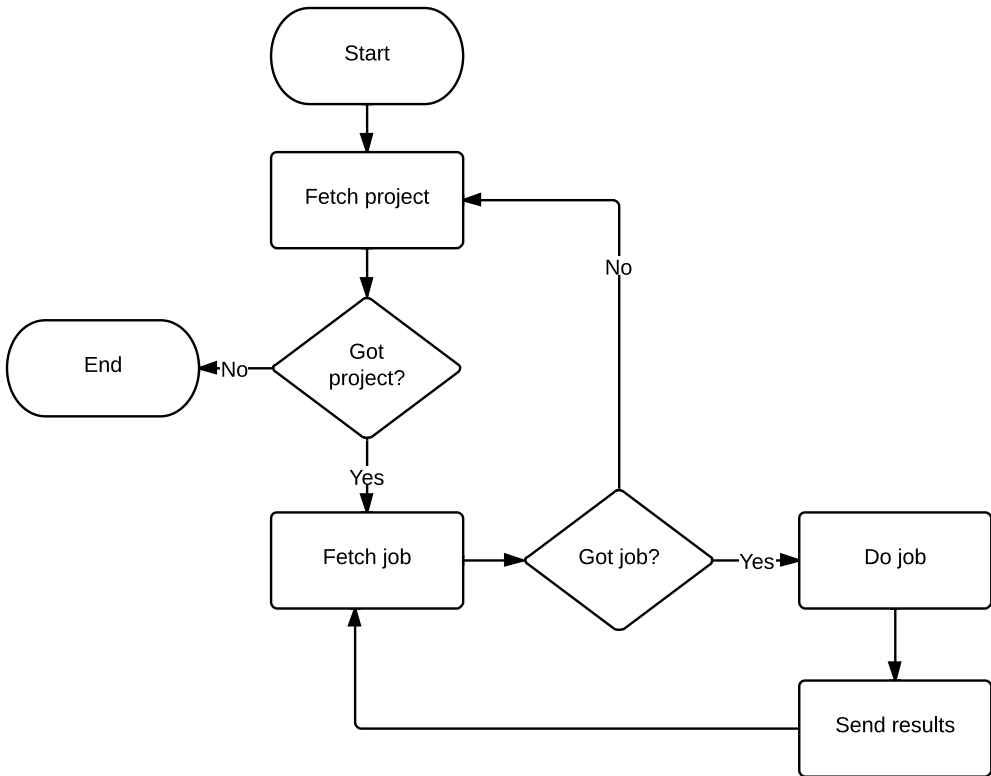 Start
Fetch project
No
Got
project?
End
No
Yes
Fetch job
Got job?
Yes
Do job
Send results